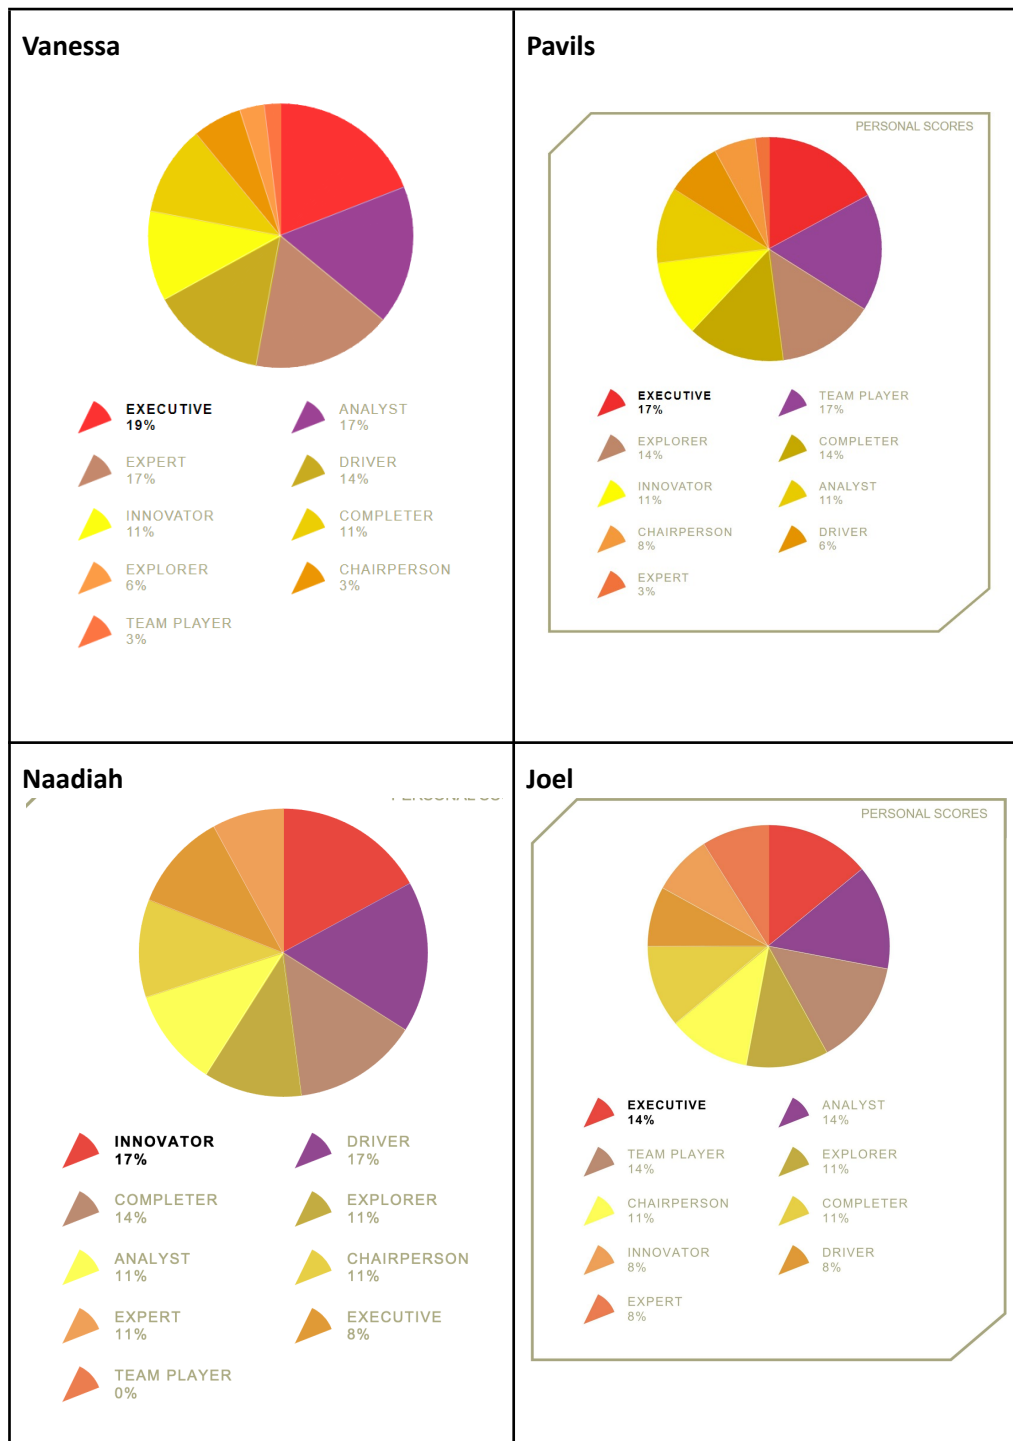 Vanessa
EXECUTIVE
19%
ANALYST
17%
EXPERT
17%
DRIVER
14%
INNOVATOR
11%
COMPLETER
11%
EXPLORER
6%
CHAIRPERSON
3%
TEAM PLAYER
3%
Pavils
PERSONAL SCORES
EXECUTIVE
17%
TEAM PLAYER
17%
EXPLORER
14%
COMPLETER
14%
INNOVATOR
11%
ANALYST
11%
CHAIRPERSON
8%
DRIVER
6%
EXPERT
3%
Naadiah
INNOVATOR
17%
DRIVER
17%
COMPLETER
14%
EXPLORER
11%
ANALYST
11%
CHAIRPERSON
11%
EXPERT
11%
EXECUTIVE
8%
TEAM PLAYER
0%
Joel
PERSONAL SCORES
EXECUTIVE
14%
ANALYST
14%
TEAM PLAYER
14%
EXPLORER
11%
CHAIRPERSON
11%
COMPLETER
11%
INNOVATOR
8%
DRIVER
8%
EXPERT
8%